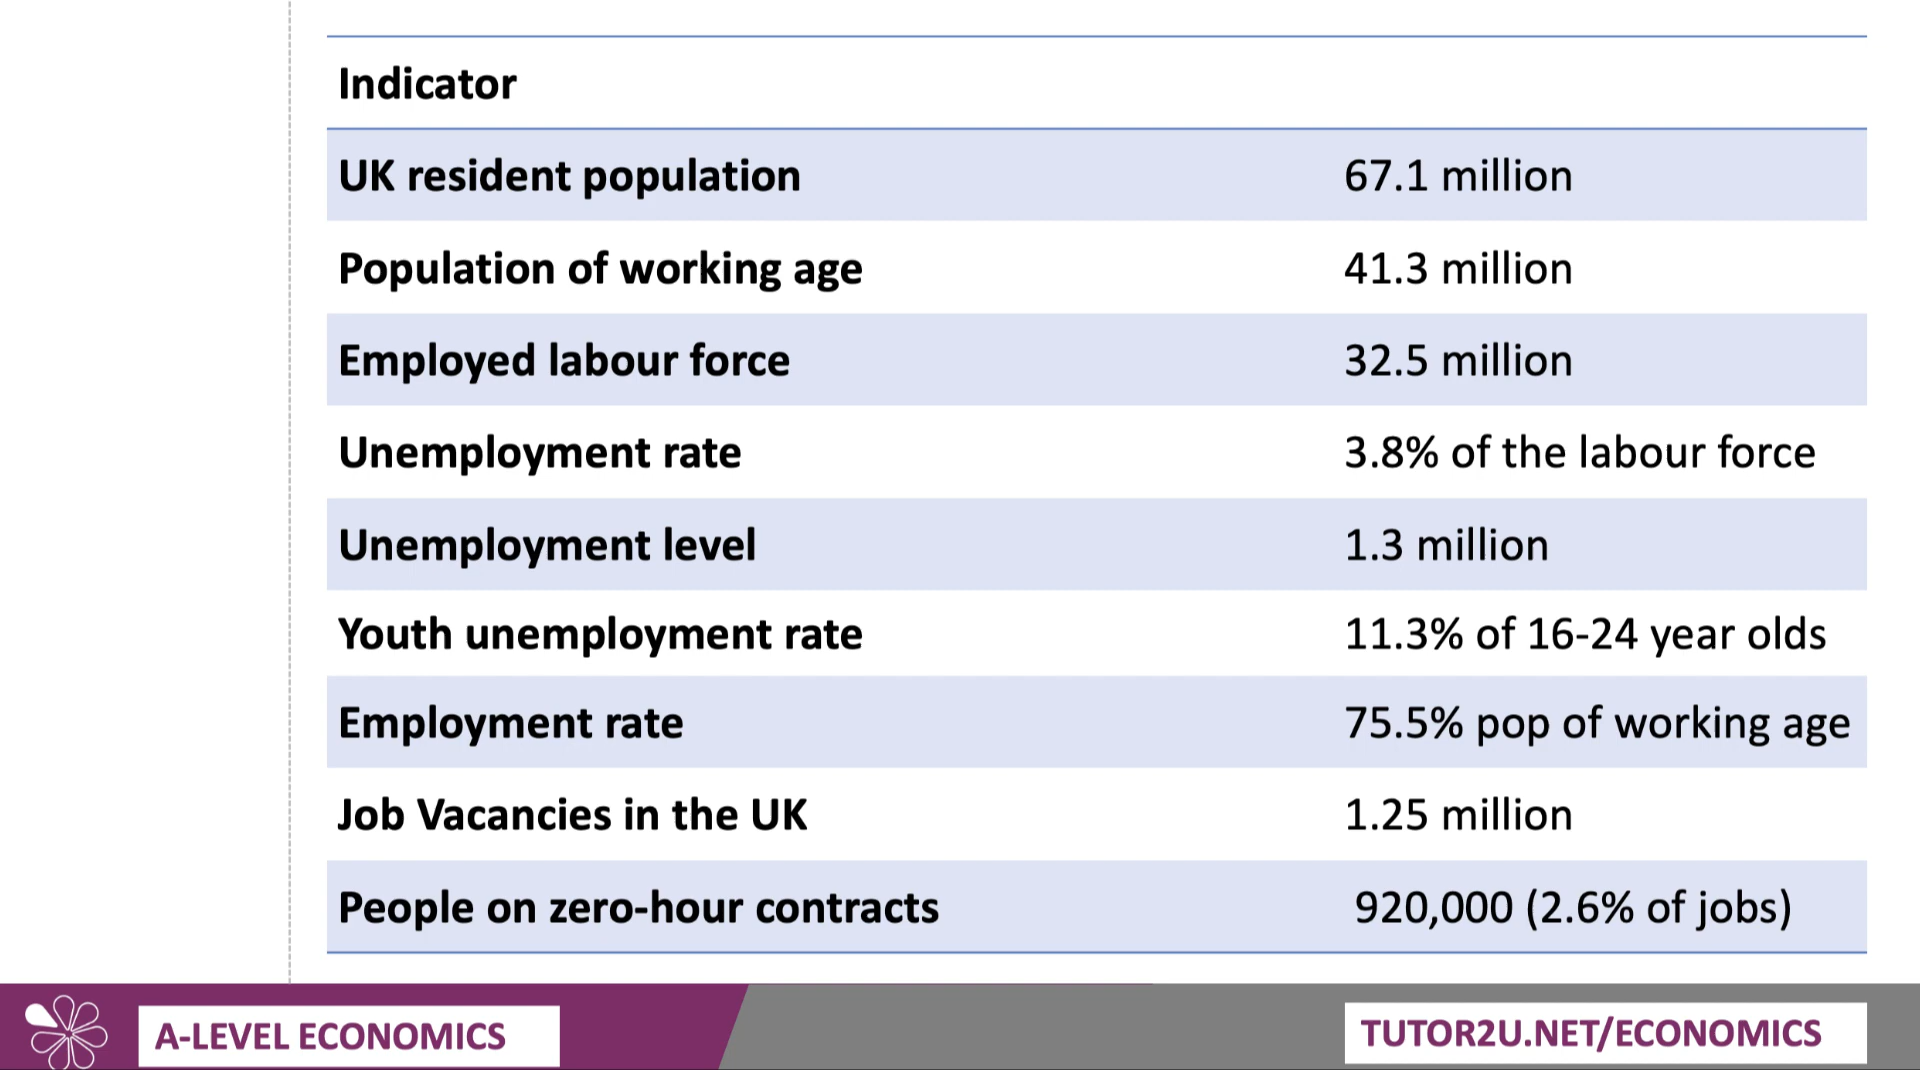 Indicator
UK resident population 67.1 million
Population of working age 41.3 million
Employed labour force 32.5 million
Unemployment rate 3.8% of the labour force
Unemployment level 1.3 million
Youth unemployment rate 11.3% of 16-24 year olds
Employment rate 75.5% pop of working age
Job Vacancies in the UK 1.25 million
People on zero-hour contracts 920,000 (2.6% of jobs)
A-LEVEL ECONOMICS TUTOR2U.NET/ECONOMICS